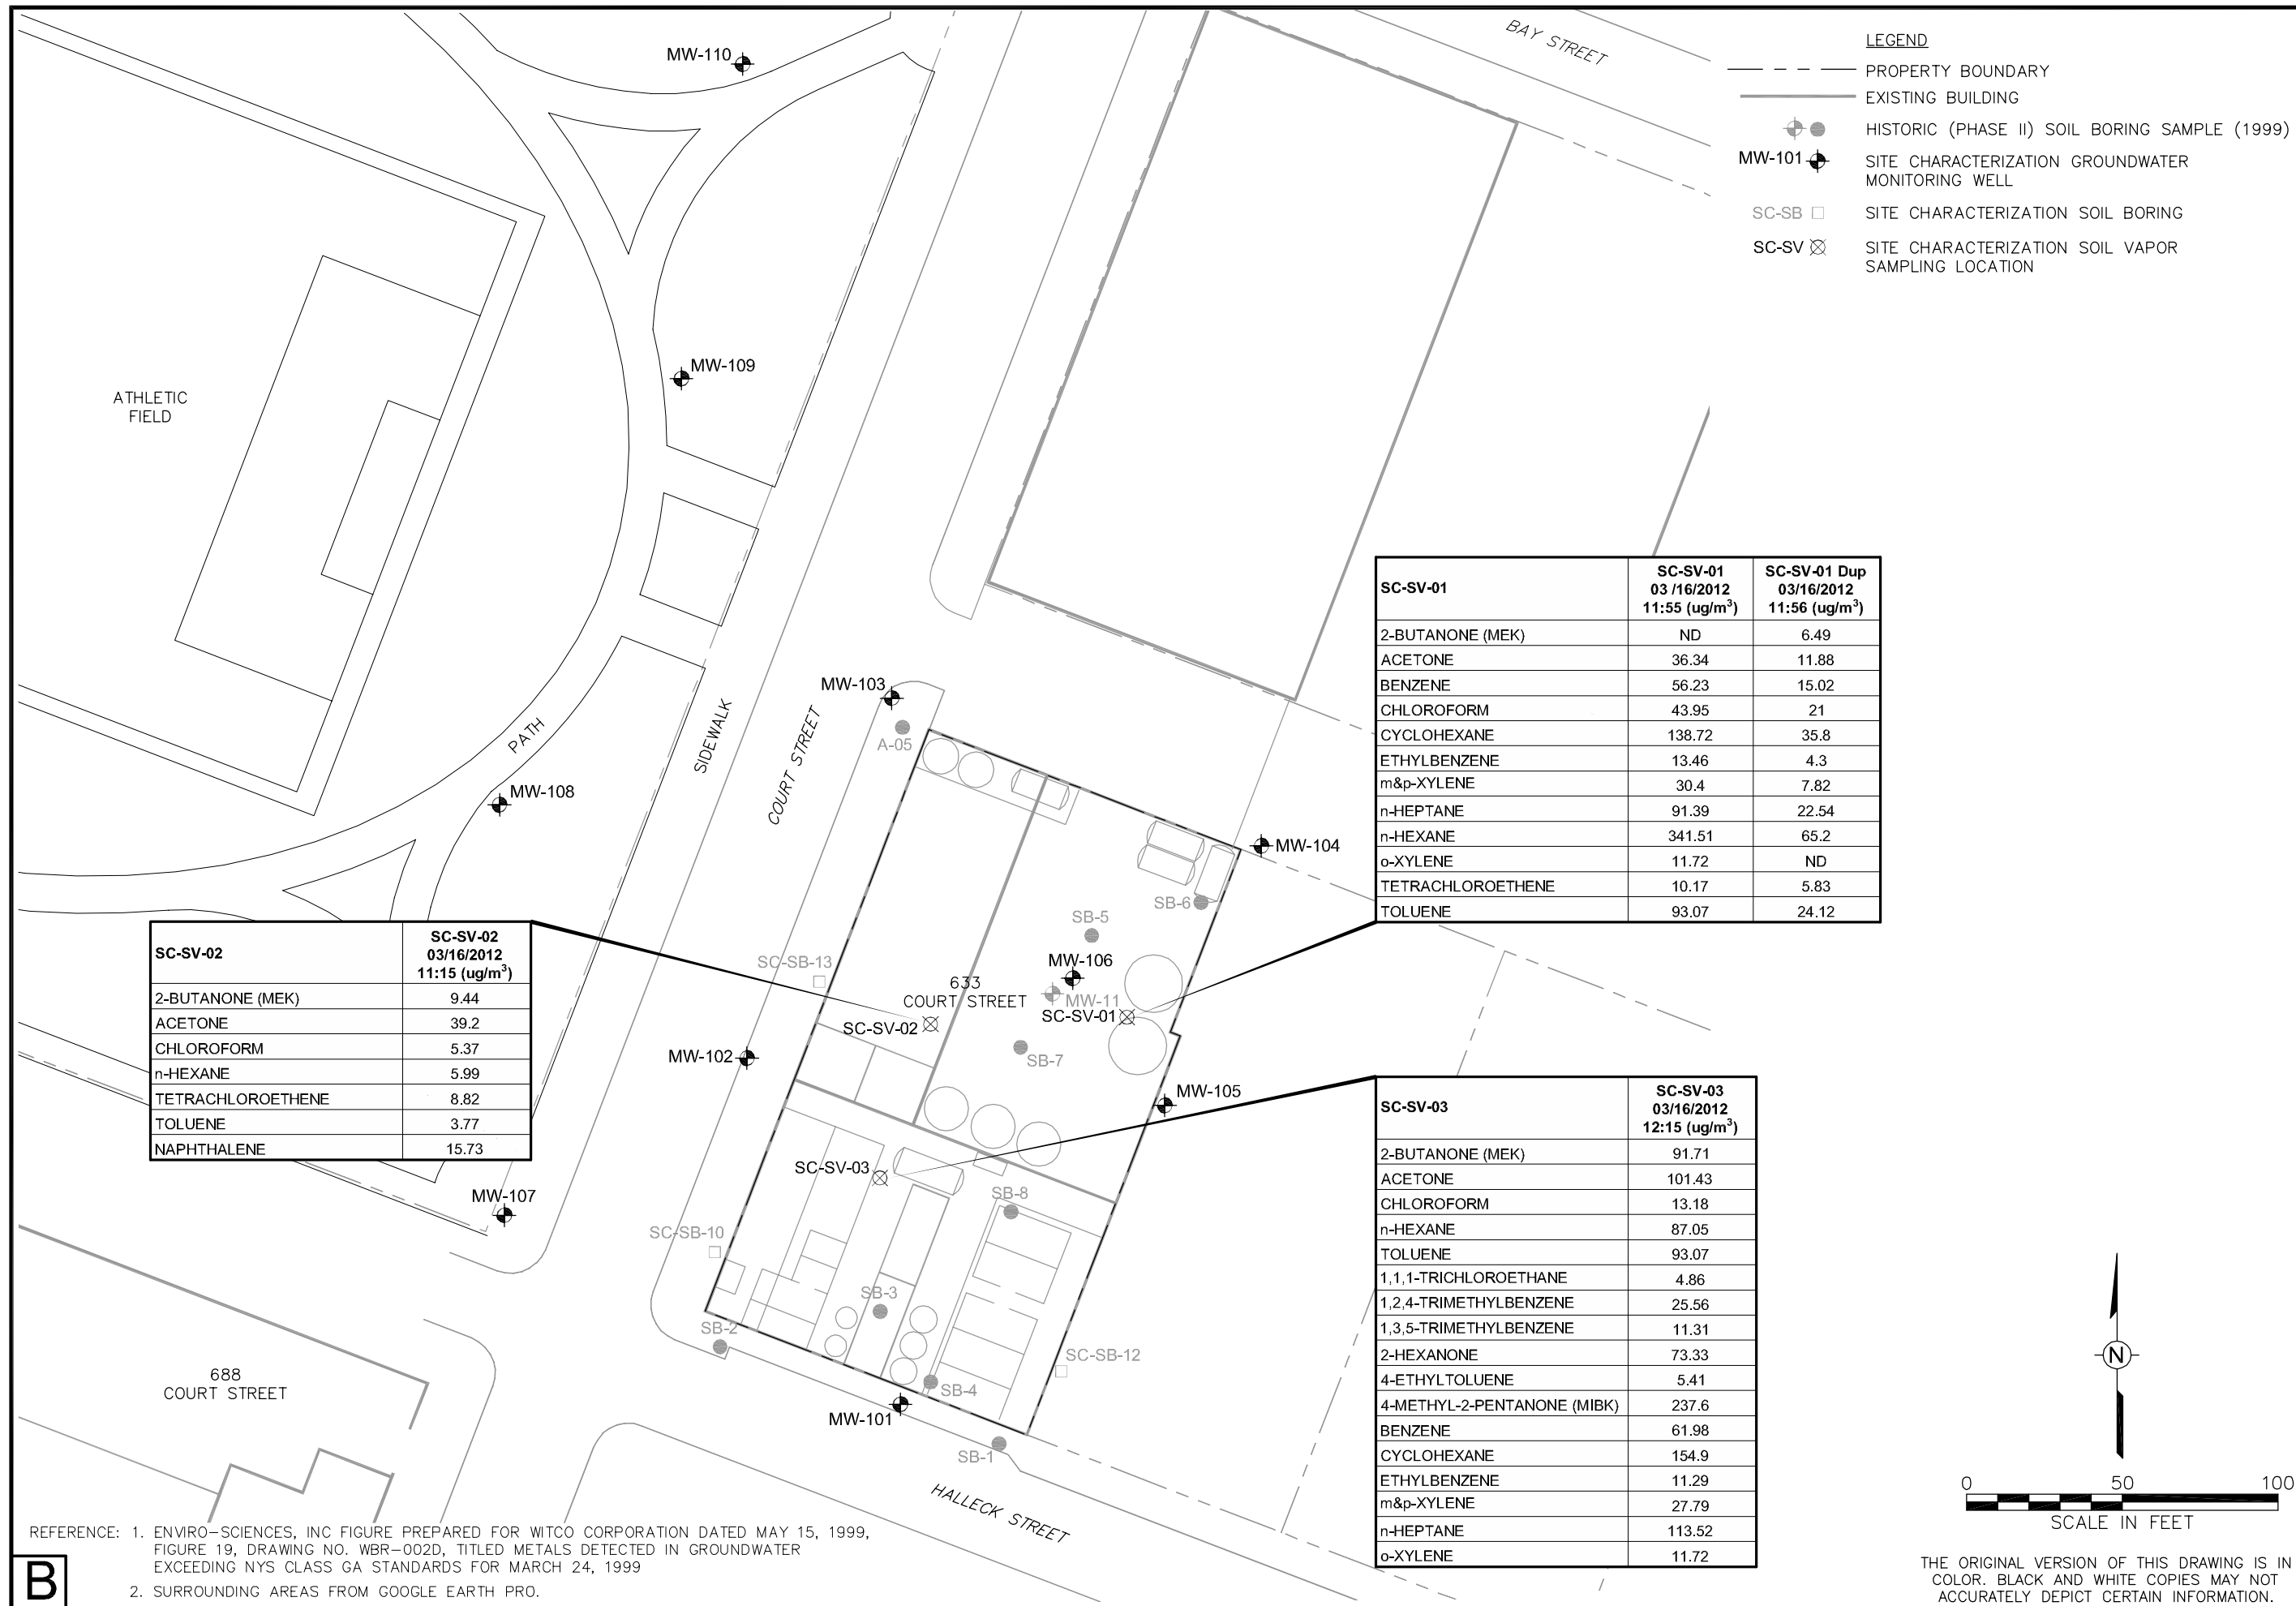 BAY STREET
LEGEND
PROPERTY BOUNDARY
EXISTING BUILDING
HISTORIC (PHASE II) SOIL BORING SAMPLE (1999)
MW-101 SITE CHARACTERIZATION GROUNDWATER
MONITORING WELL
SC-SB SITE CHARACTERIZATION SOIL BORING
SC-SV SITE CHARACTERIZATION SOIL VAPOR
SAMPLING LOCATION
MW-110
MW-109
ATHLETIC
FIELD
MW-103
A-05
PATH
SIDEWALK
COURT STREET
MW-108
MW-104
SB-6
SB-5
MW-106
SC-SB-13
633
COURT STREET
MW-11
SC-SV-01
SC-SV-02
SB-7
MW-102
MW-105
SC-SV-03
SB-8
MW-107
SC-SB-10
SB-3
SB-2
SC-SB-12
SB-4
MW-101
SB-1
688
COURT STREET
HALLECK STREET
SC-SV-01 SC-SV-01 SC-SV-01 Dup
03 /16/2012 03/16/2012
11:55 (ug/m³) 11:56 (ug/m³)
2-BUTANONE (MEK) ND 6.49
ACETONE 36.34 11.88
BENZENE 56.23 15.02
CHLOROFORM 43.95 21
CYCLOHEXANE 138.72 35.8
ETHYLBENZENE 13.46 4.3
m&p-XYLENE 30.4 7.82
n-HEPTANE 91.39 22.54
n-HEXANE 341.51 65.2
o-XYLENE 11.72 ND
TETRACHLOROETHENE 10.17 5.83
TOLUENE 93.07 24.12
SC-SV-02 SC-SV-02
03/16/2012
11:15 (ug/m³)
2-BUTANONE (MEK) 9.44
ACETONE 39.2
CHLOROFORM 5.37
n-HEXANE 5.99
TETRACHLOROETHENE 8.82
TOLUENE 3.77
NAPHTHALENE 15.73
SC-SV-03 SC-SV-03
03/16/2012
12:15 (ug/m³)
2-BUTANONE (MEK) 91.71
ACETONE 101.43
CHLOROFORM 13.18
n-HEXANE 87.05
TOLUENE 93.07
1,1,1-TRICHLOROETHANE 4.86
1,2,4-TRIMETHYLBENZENE 25.56
1,3,5-TRIMETHYLBENZENE 11.31
2-HEXANONE 73.33
4-ETHYLTOLUENE 5.41
4-METHYL-2-PENTANONE (MIBK) 237.6
BENZENE 61.98
CYCLOHEXANE 154.9
ETHYLBENZENE 11.29
m&p-XYLENE 27.79
n-HEPTANE 113.52
o-XYLENE 11.72
N
0 50 100
SCALE IN FEET
THE ORIGINAL VERSION OF THIS DRAWING IS IN
COLOR. BLACK AND WHITE COPIES MAY NOT
ACCURATELY DEPICT CERTAIN INFORMATION.
REFERENCE: 1. ENVIRO-SCIENCES, INC FIGURE PREPARED FOR WITCO CORPORATION DATED MAY 15, 1999,
FIGURE 19, DRAWING NO. WBR-002D, TITLED METALS DETECTED IN GROUNDWATER
EXCEEDING NYS CLASS GA STANDARDS FOR MARCH 24, 1999
2. SURROUNDING AREAS FROM GOOGLE EARTH PRO.
B